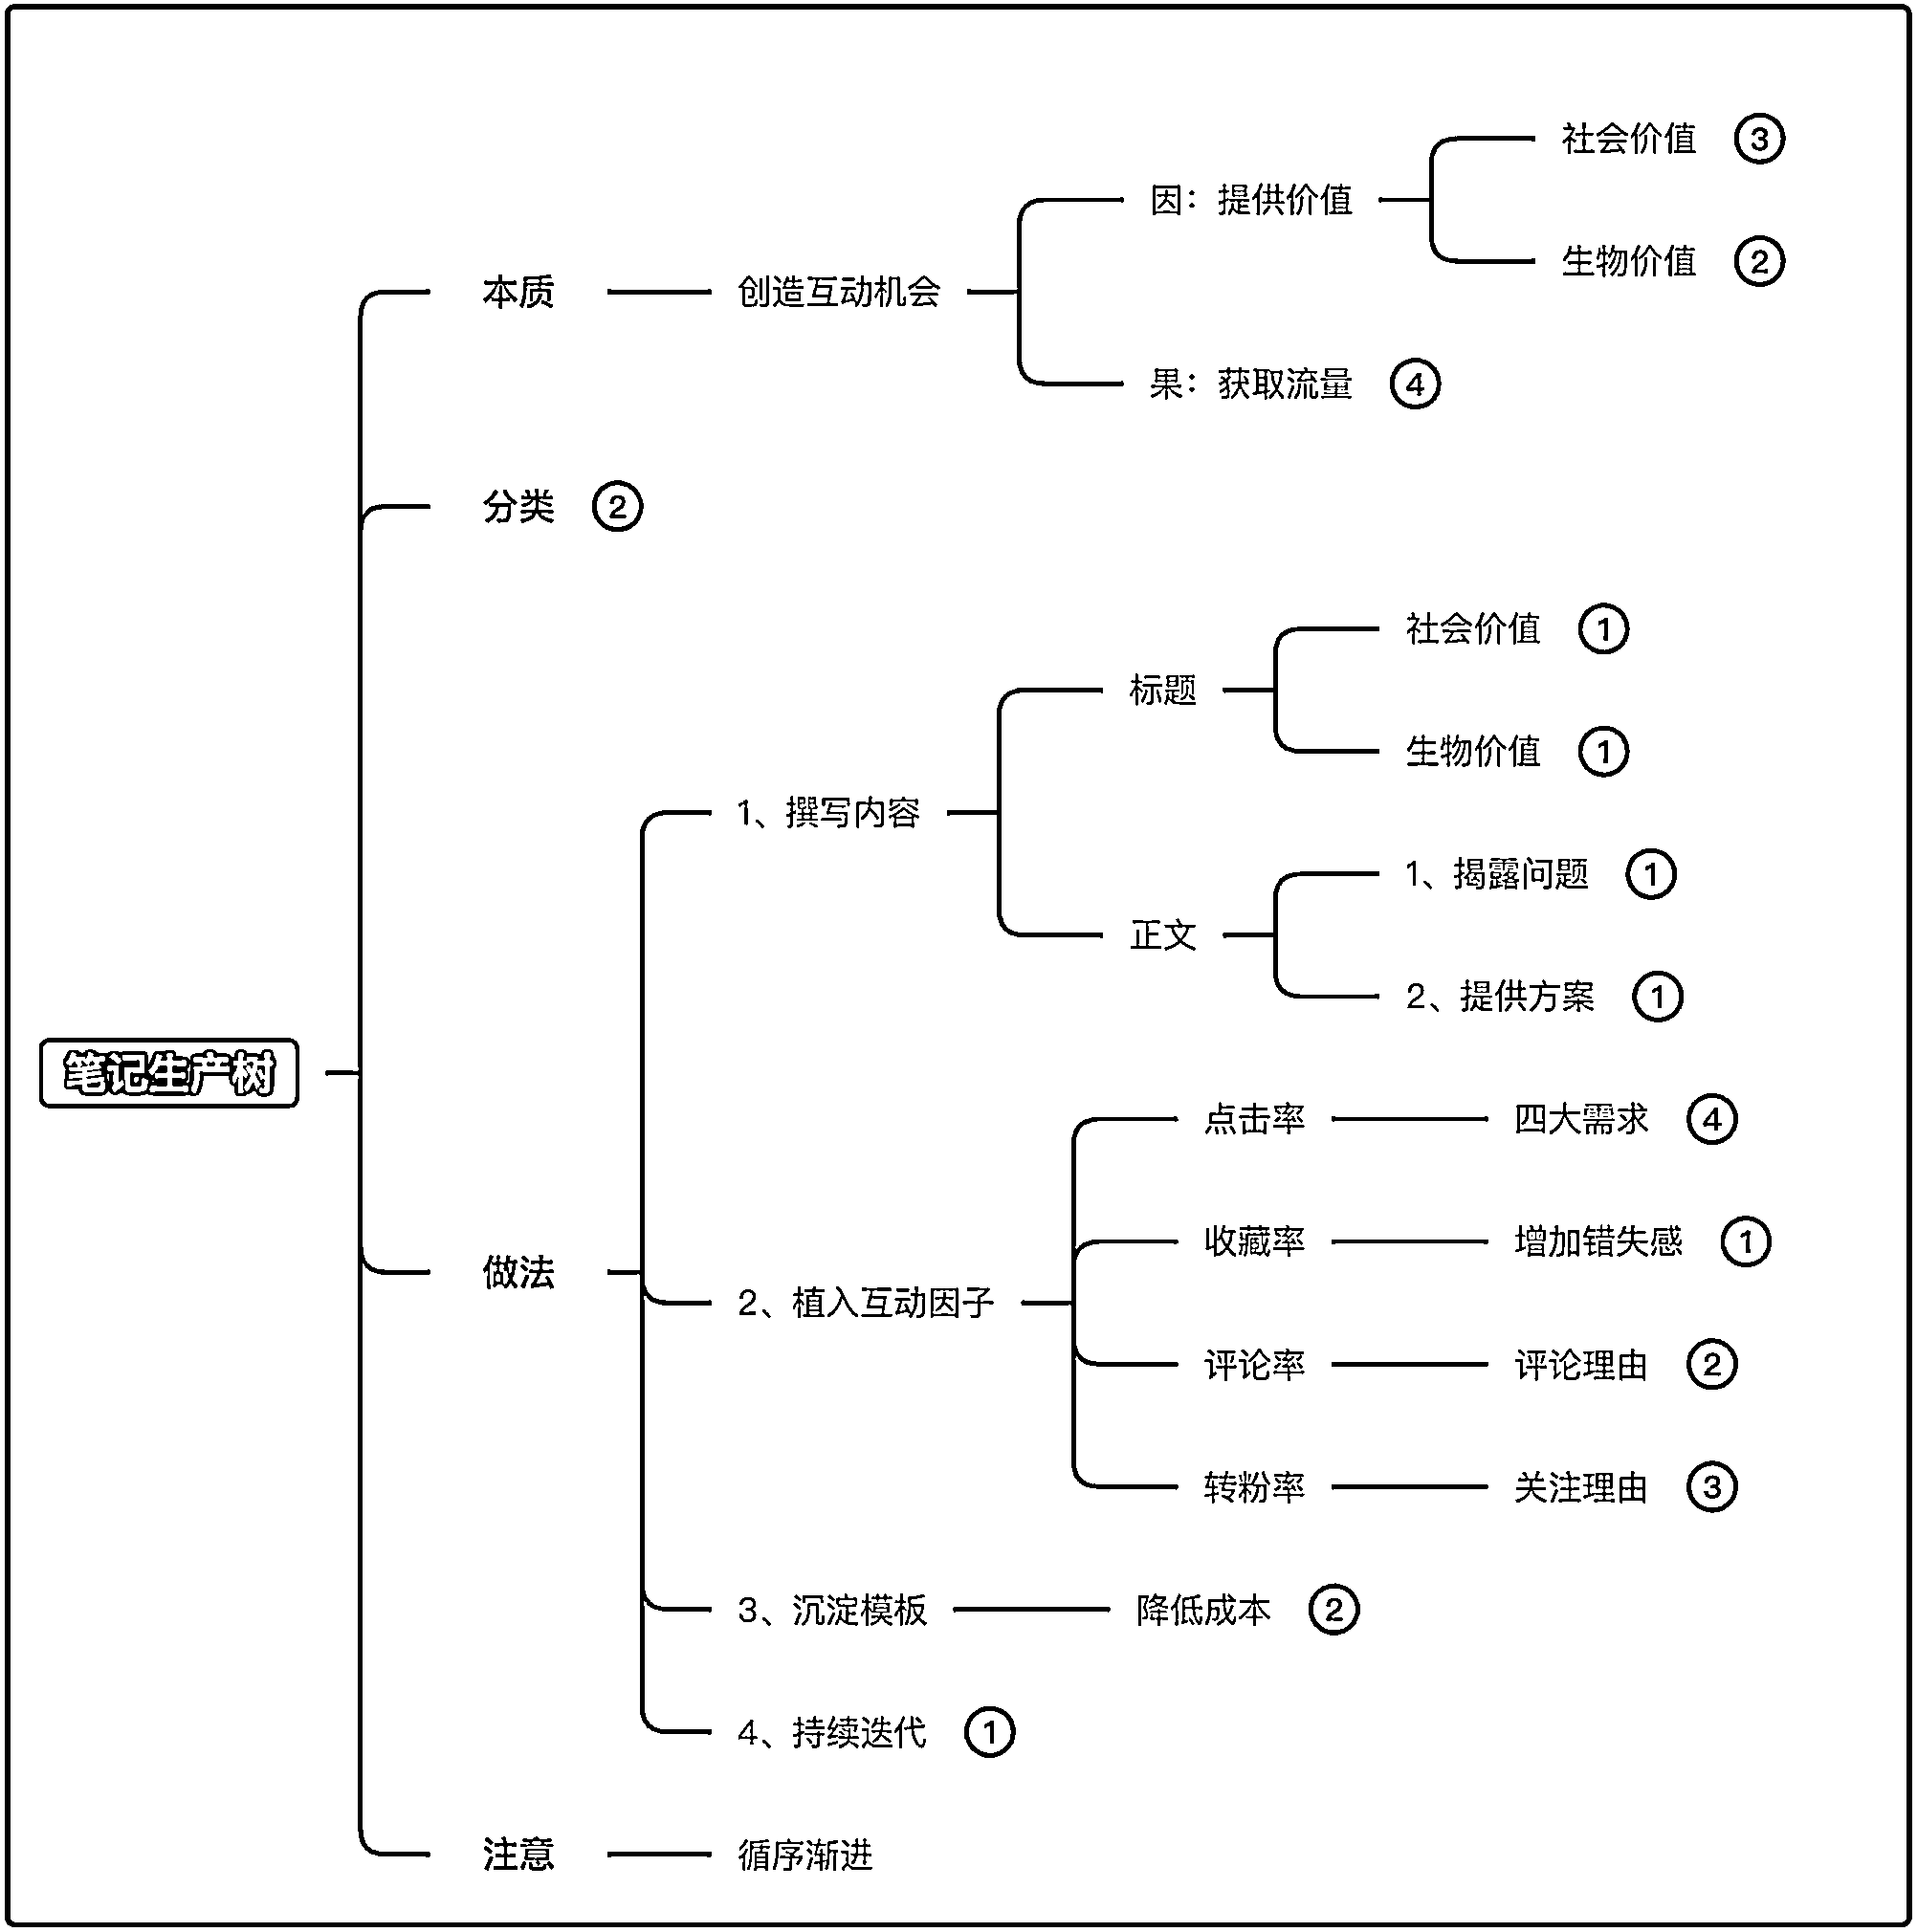 社会价值 ③
因：提供价值
生物价值 ②
本质 创造互动机会
果：获取流量 ④
分类 ②
社会价值 ①
标题
生物价值 ①
1、撰写内容
1、揭露问题 ①
正文
2、提供方案 ①
笔记生产树
点击率 四大需求 ④
收藏率 增加错失感 ①
做法
2、植入互动因子
评论率 评论理由 ②
转粉率 关注理由 ③
3、沉淀模板 降低成本 ②
4、持续迭代 ①
注意 循序渐进